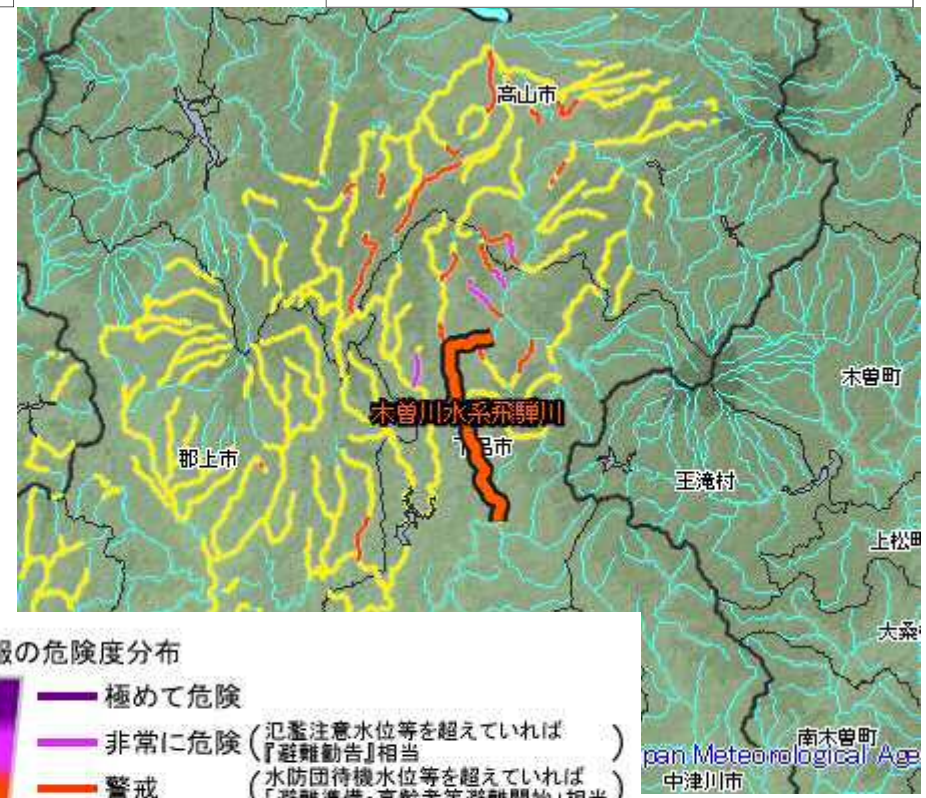 高山市
木曽町
木曽川水系飛騨川
下呂市
郡上市
王滝村
上松町
大桑
の危険度分布
極めて危険
南木曽町
非常に危険(氾濫注意水位等を超えていれば
『避難勧告』相当)
pan Meteorological Age
中津川市
警戒(水防団待機水位等を超えていれば